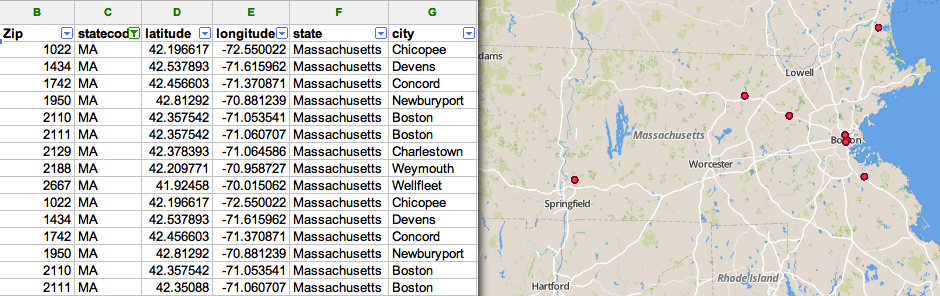 B C D E F G
Zip statecod latitude longitude state city
1022 MA 42.196617 -72.550022 Massachusetts Chicopee
1434 MA 42.537893 -71.615962 Massachusetts Devens
1742 MA 42.456603 -71.370871 Massachusetts Concord
1950 MA 42.81292 -70.881239 Massachusetts Newburyport
2110 MA 42.357542 -71.053541 Massachusetts Boston
2111 MA 42.357542 -71.060707 Massachusetts Boston
2129 MA 42.378393 -71.064586 Massachusetts Charlestown
2188 MA 42.209771 -70.958727 Massachusetts Weymouth
2667 MA 41.92458 -70.015062 Massachusetts Wellfleet
1022 MA 42.196617 -72.550022 Massachusetts Chicopee
1434 MA 42.537893 -71.615962 Massachusetts Devens
1742 MA 42.456603 -71.370871 Massachusetts Concord
1950 MA 42.81292 -70.881239 Massachusetts Newburyport
2110 MA 42.357542 -71.053541 Massachusetts Boston
2111 MA 42.35088 -71.060707 Massachusetts Boston
dams
Lowell
Massachusetts
Boston
Worcester
Springfield
Rhode Island
Hartford